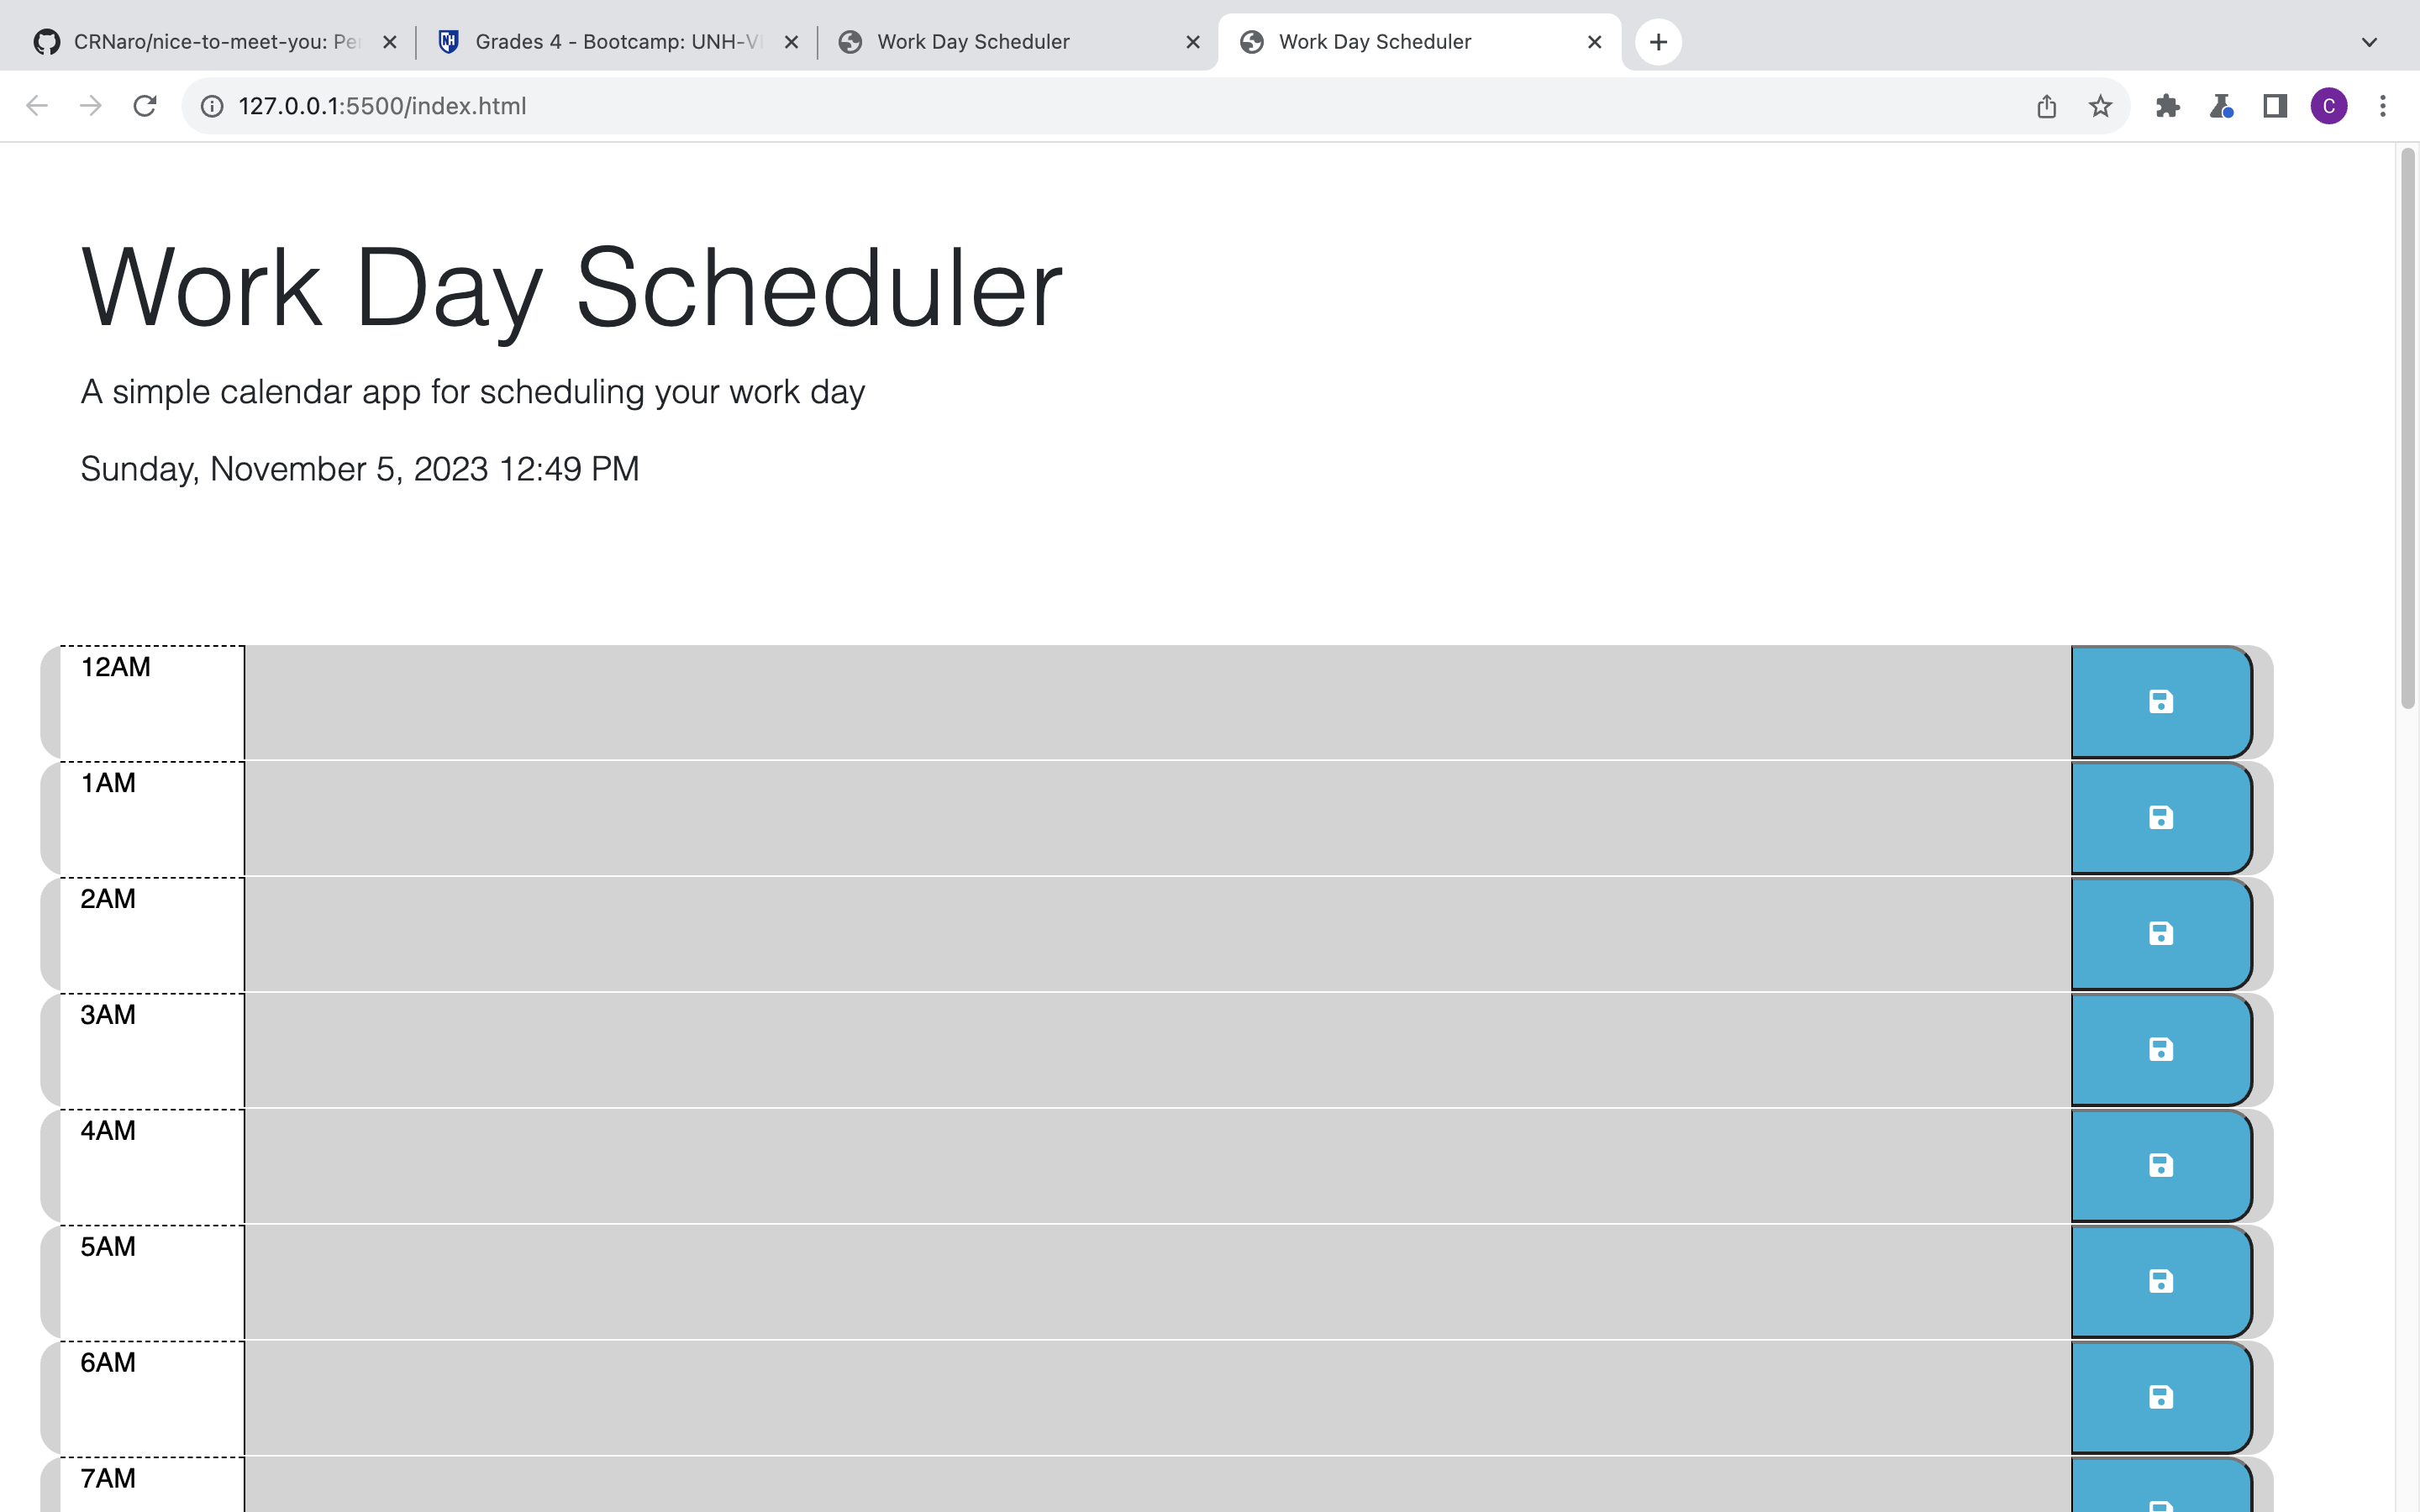 CRNaro/nice-to-meet-you: Pe
Grades 4 - Bootcamp: UNH-VI
Work Day Scheduler
Work Day Scheduler
127.0.0.1:5500/index.html
C
Work Day Scheduler
A simple calendar app for scheduling your work day
Sunday, November 5, 2023 12:49 PM
12AM
1AM
2AM
3AM
4AM
5AM
6AM
7AM